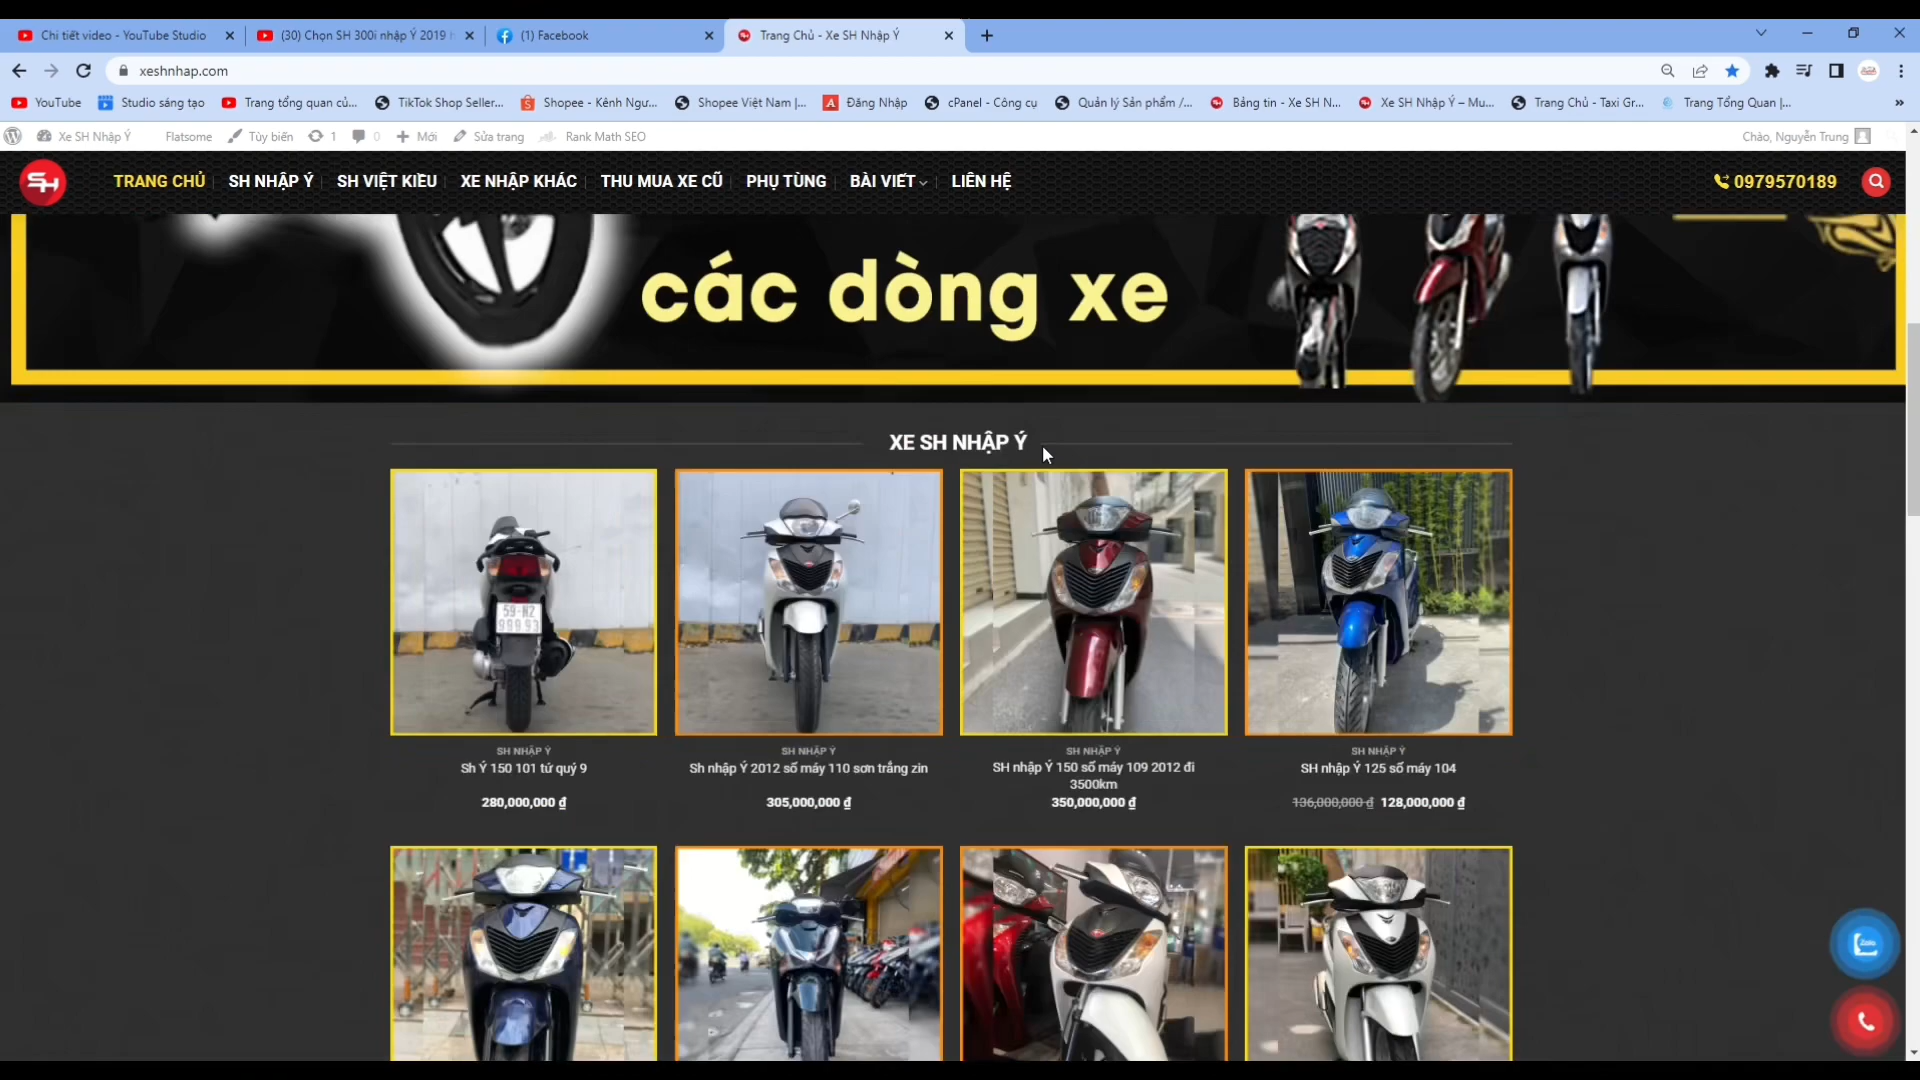 Chi tiết video - YouTube Studio
(30) Chọn SH 300i nhập Ý 2019
(1) Facebook
Trang Chủ - Xe SH Nhập Ý
xeshnhap.com
YouTube
Studio sáng tạo
Trang tổng quan củ...
TikTok Shop Seller...
Shopee - Kênh Ngư...
Shopee Việt Nam |...
Đăng Nhập
cPanel - Công cụ
Quản lý Sản phẩm /...
Bảng tin - Xe SH N...
Xe SH Nhập Ý – Mu...
Trang Chủ - Taxi Gr...
Trang Tổng Quan |...
Xe SH Nhập Ý
Flatsome
Tùy biến
1
0
Mới
Sửa trang
Rank Math SEO
Chào, Nguyễn Trung
SH
TRANG CHỦ
SH NHẬP Ý
SH VIỆT KIỀU
XE NHẬP KHÁC
THU MUA XE CŨ
PHỤ TÙNG
BÀI VIẾT
LIÊN HỆ
0979570189
các dòng xe
XE SH NHẬP Ý
59-N2
999.93
SH NHẬP Ý
Sh Ý 150 101 tứ quý 9
280,000,000 ₫
SH NHẬP Ý
Sh nhập Ý 2012 số máy 110 sơn trắng zin
305,000,000 ₫
SH NHẬP Ý
SH nhập Ý 150 số máy 109 2012 đi
3500km
350,000,000 ₫
SH NHẬP Ý
SH nhập Ý 125 số máy 104
136,000,000 ₫ 128,000,000 ₫
Zalo